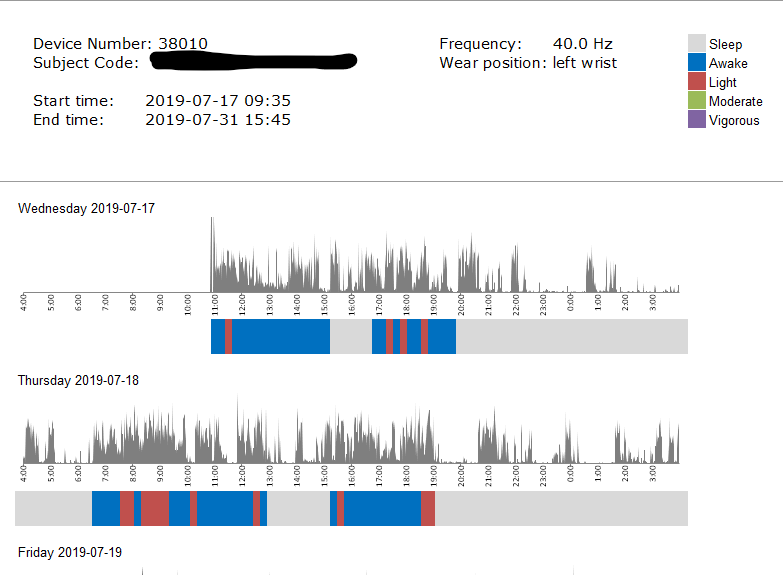 Device Number: 38010
Subject Code:
Start time: 2019-07-17 09:35
End time: 2019-07-31 15:45
Frequency: 40.0 Hz
Wear position: left wrist
Sleep
Awake
Light
Moderate
Vigorous
Wednesday 2019-07-17
4:00 5:00 6:00 7:00 8:00 9:00 10:00 11:00 12:00 13:00 14:00 15:00 16:00 17:00 18:00 19:00 20:00 21:00 22:00 23:00 0:00 1:00 2:00 3:00
Thursday 2019-07-18
4:00 5:00 6:00 7:00 8:00 9:00 10:00 11:00 12:00 13:00 14:00 15:00 16:00 17:00 18:00 19:00 20:00 21:00 22:00 23:00 0:00 1:00 2:00 3:00
Friday 2019-07-19